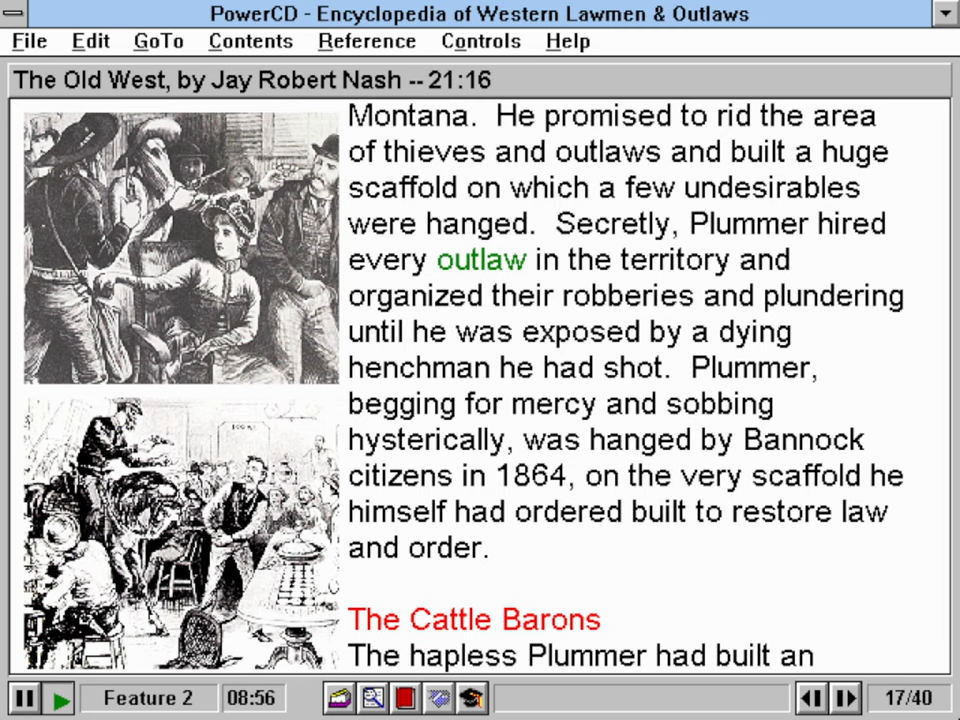 PowerCD - Encyclopedia of Western Lawmen & Outlaws
File Edit GoTo Contents Reference Controls Help
The Old West, by Jay Robert Nash -- 21:16
Montana. He promised to rid the area
of thieves and outlaws and built a huge
scaffold on which a few undesirables
were hanged. Secretly, Plummer hired
every outlaw in the territory and
organized their robberies and plundering
until he was exposed by a dying
henchman he had shot. Plummer,
begging for mercy and sobbing
hysterically, was hanged by Bannock
citizens in 1864, on the very scaffold he
himself had ordered built to restore law
and order.
The Cattle Barons
The hapless Plummer had built an
Feature 2 08:56 17/40